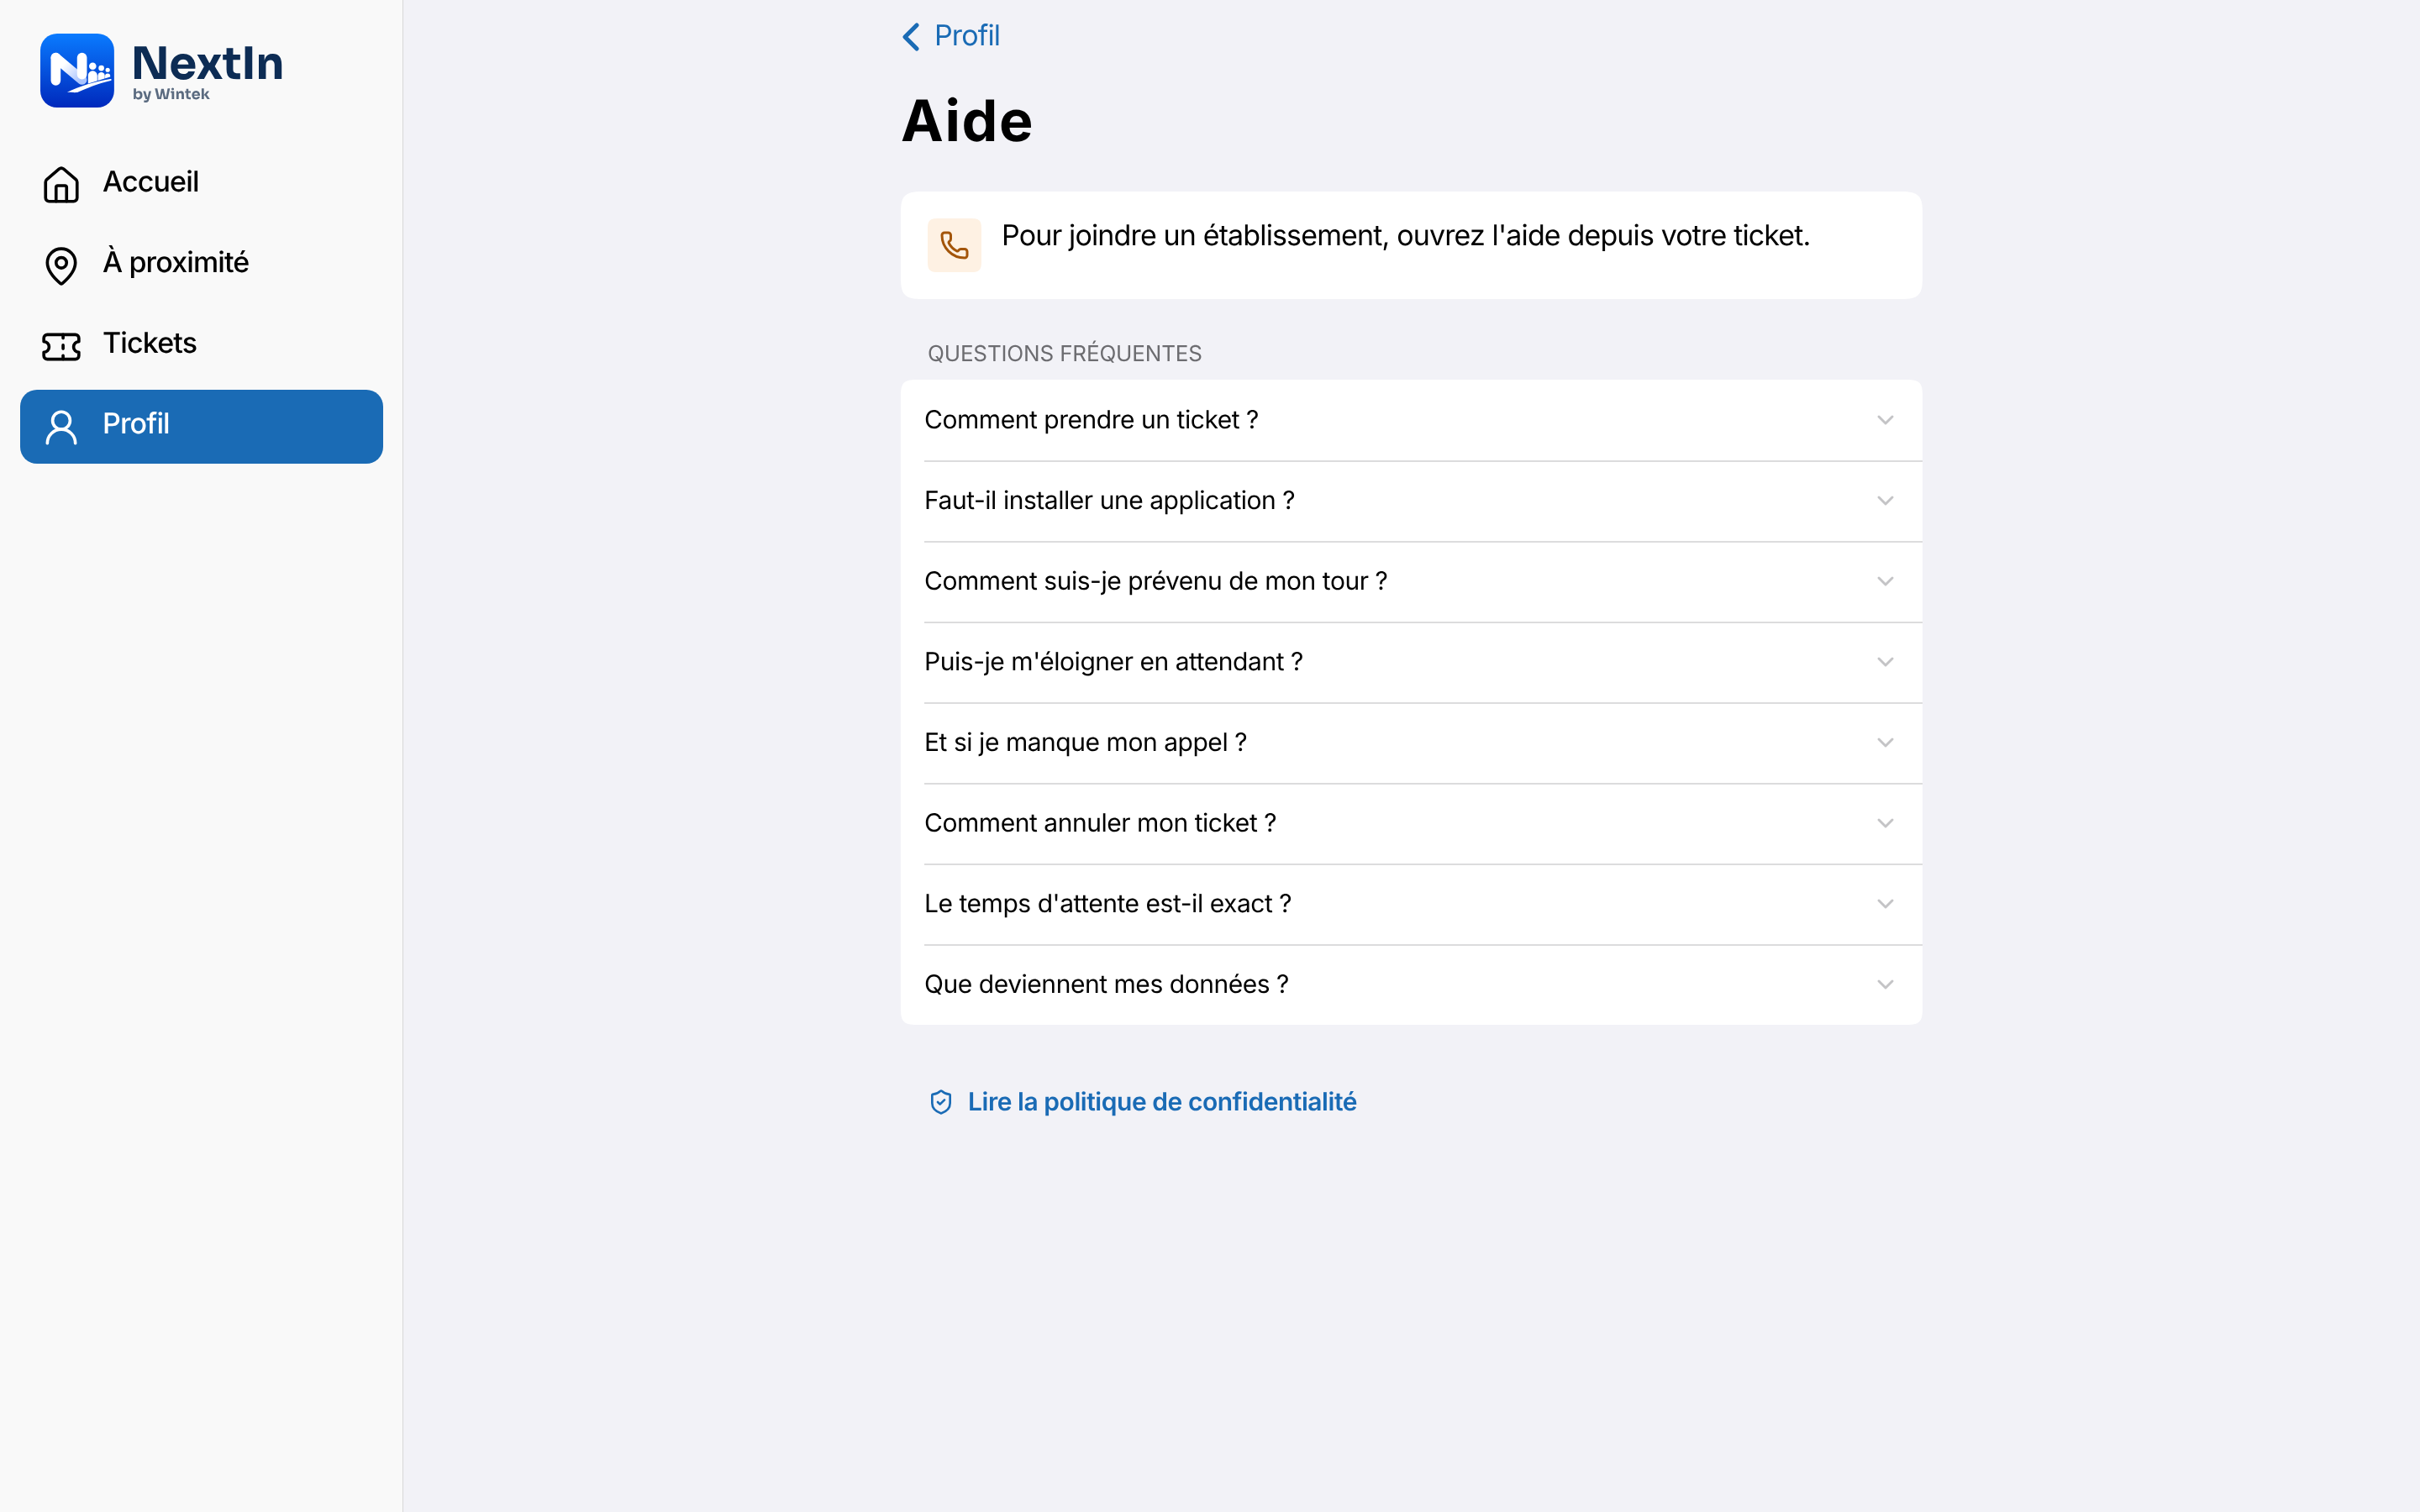 NextIn
by Wintek
Accueil
À proximité
Tickets
Profil
Profil
Aide
Pour joindre un établissement, ouvrez l'aide depuis votre ticket.
QUESTIONS FRÉQUENTES
Comment prendre un ticket ?
Faut-il installer une application ?
Comment suis-je prévenu de mon tour ?
Puis-je m'éloigner en attendant ?
Et si je manque mon appel ?
Comment annuler mon ticket ?
Le temps d'attente est-il exact ?
Que deviennent mes données ?
Lire la politique de confidentialité